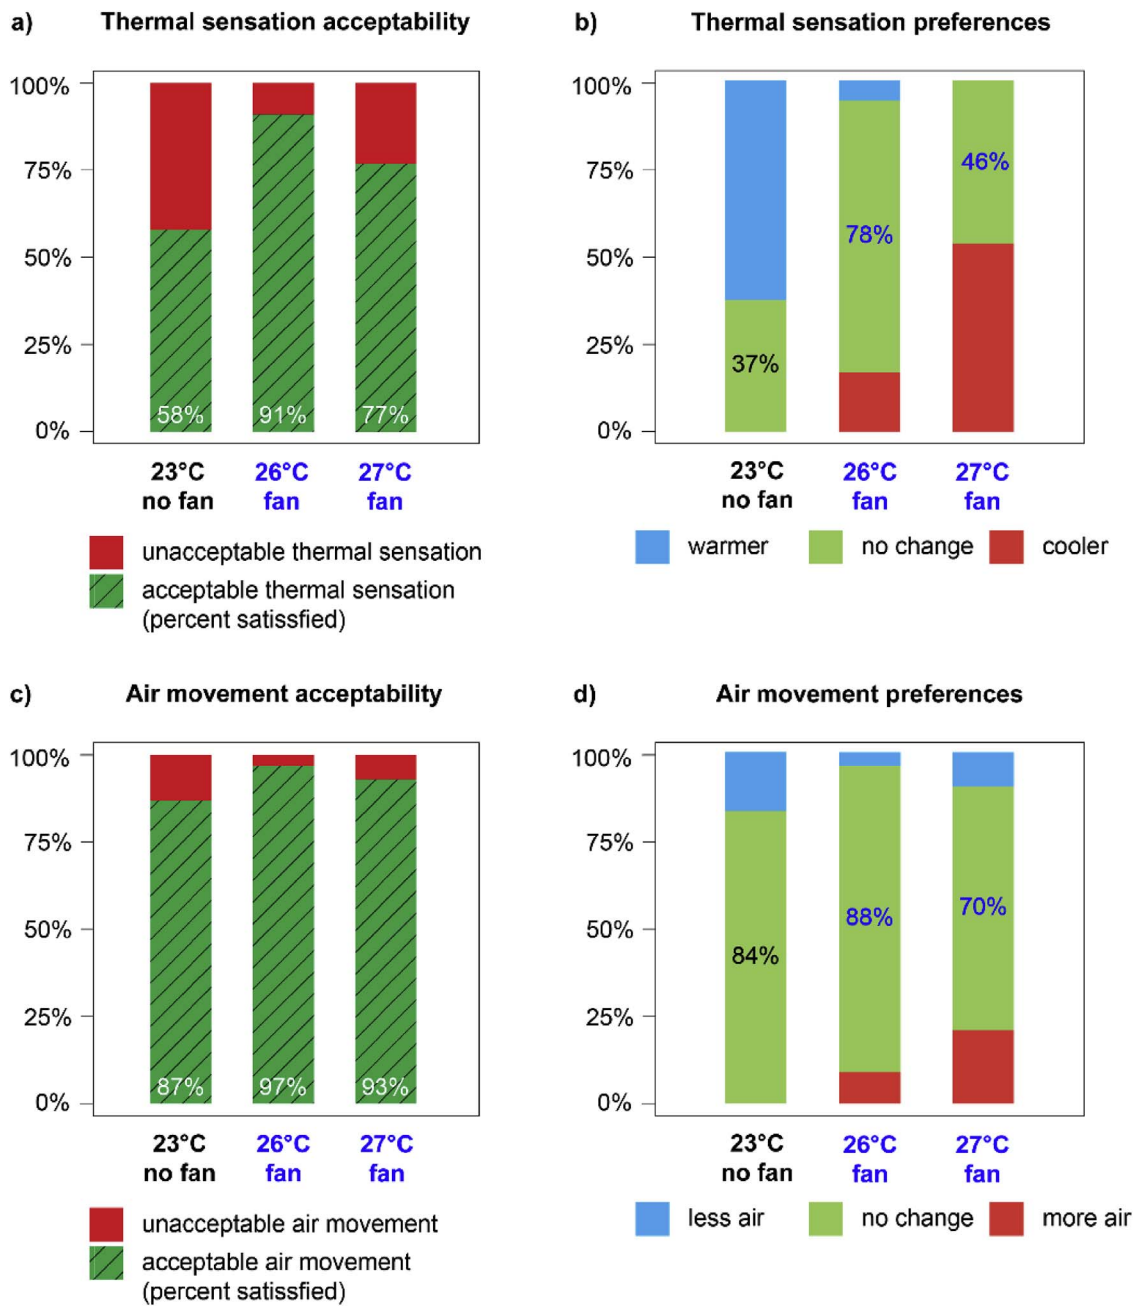 a) Thermal sensation acceptability
100%
75%
50%
25%
0%
58% 91% 77%
23°C 26°C 27°C
no fan fan fan
unacceptable thermal sensation
acceptable thermal sensation
(percent satissfied)
b) Thermal sensation preferences
100%
75%
50%
25%
0%
37% 78% 46%
23°C 26°C 27°C
no fan fan fan
warmer no change cooler
c) Air movement acceptability
100%
75%
50%
25%
0%
87% 97% 93%
23°C 26°C 27°C
no fan fan fan
unacceptable air movement
acceptable air movement
(percent satissfied)
d) Air movement preferences
100%
75%
50%
25%
0%
84% 88% 70%
23°C 26°C 27°C
no fan fan fan
less air no change more air